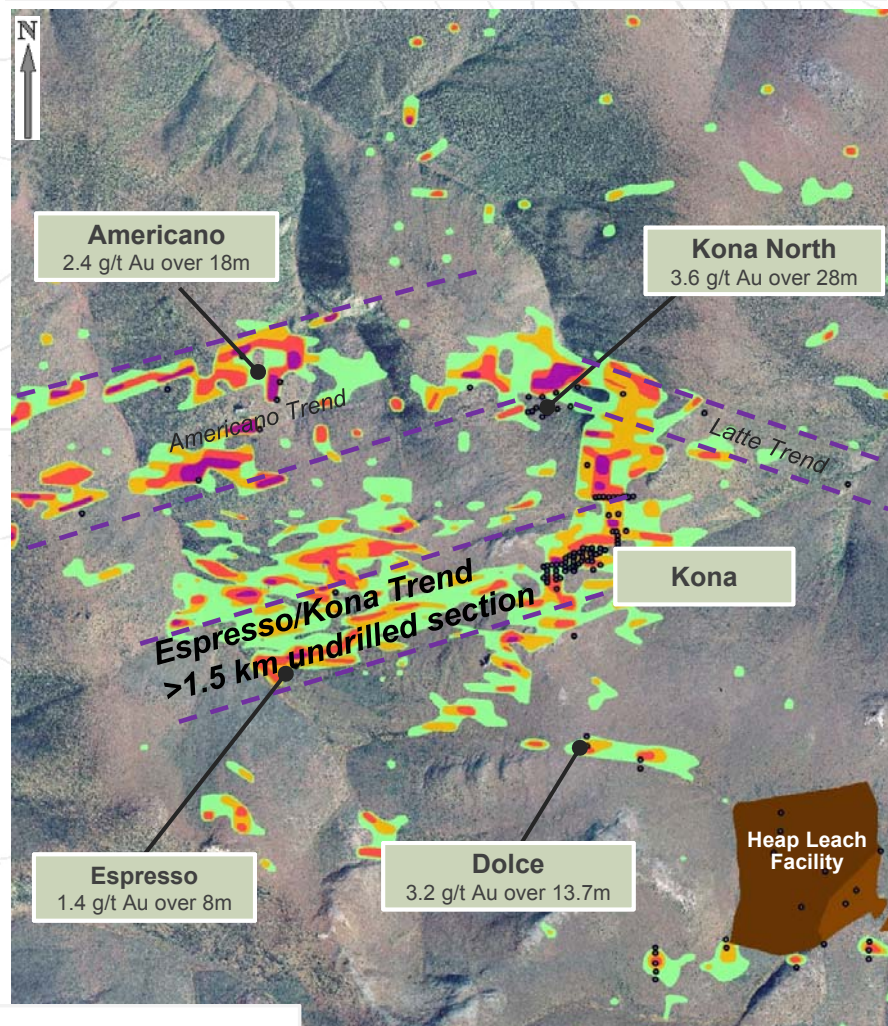 N
Americano
2.4 g/t Au over 18m
Kona North
3.6 g/t Au over 28m
Americano Trend
Latte Trend
Kona
Espresso/Kona Trend
>1.5 km undrilled section
Heap Leach
Facility
Espresso
1.4 g/t Au over 8m
Dolce
3.2 g/t Au over 13.7m